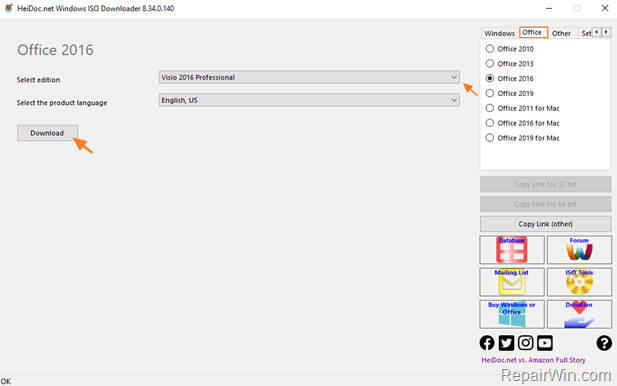 HeiDoc.net Windows ISO Downloader 8.34.0.140
Office 2016
Select edition
Visio 2016 Professional
Select the product language
English, US
Download
Windows
Office
Other
Set
Office 2010
Office 2013
Office 2016
Office 2019
Office 2011 for Mac
Office 2016 for Mac
Office 2019 for Mac
Copy Link for 32 bit
Copy Link for 64 bit
Copy Link (other)
Database
Forum
Mailing List
ISO Tools
Buy Windows or
Office
Donation
HeiDoc.net vs. Amazon Full Story
OK
RepairWin.com